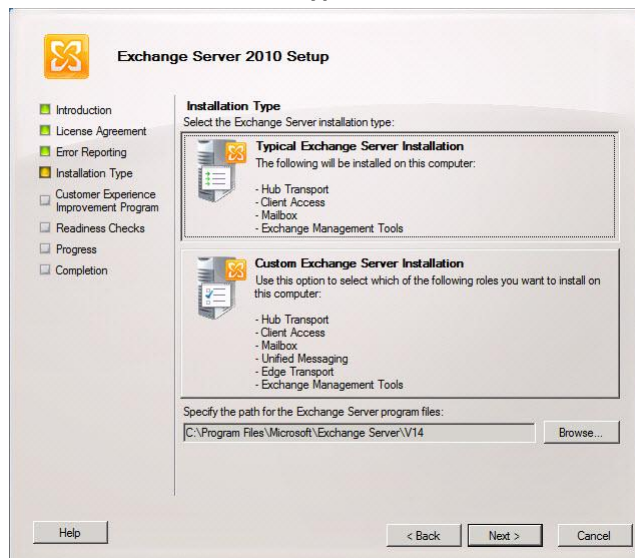 Exchange Server 2010 Setup
Introduction
License Agreement
Error Reporting
Installation Type
Customer Experience
Improvement Program
Readiness Checks
Progress
Completion
Installation Type
Select the Exchange Server installation type:
Typical Exchange Server Installation
The following will be installed on this computer:
- Hub Transport
- Client Access
- Mailbox
- Exchange Management Tools
Custom Exchange Server Installation
Use this option to select which of the following roles you want to install on
this computer:
- Hub Transport
- Client Access
- Mailbox
- Unified Messaging
- Edge Transport
- Exchange Management Tools
Specify the path for the Exchange Server program files:
C:\Program Files\Microsoft\Exchange Server\V14
Browse...
Help
< Back
Next >
Cancel